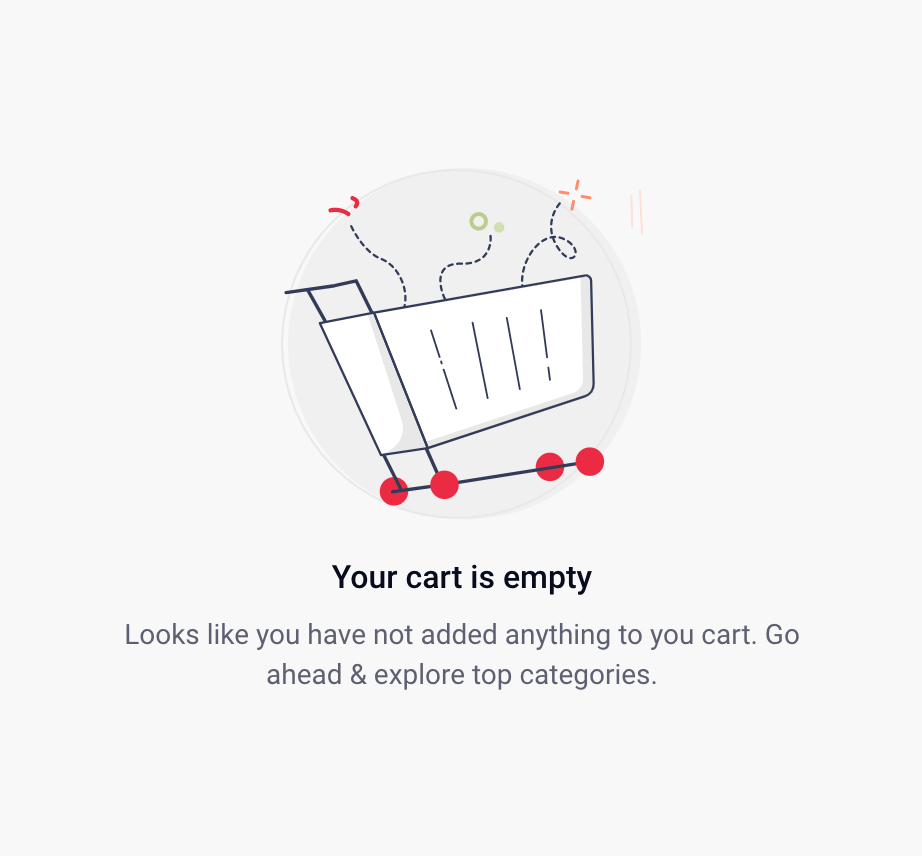 Your cart is empty
Looks like you have not added anything to you cart. Go
ahead & explore top categories.